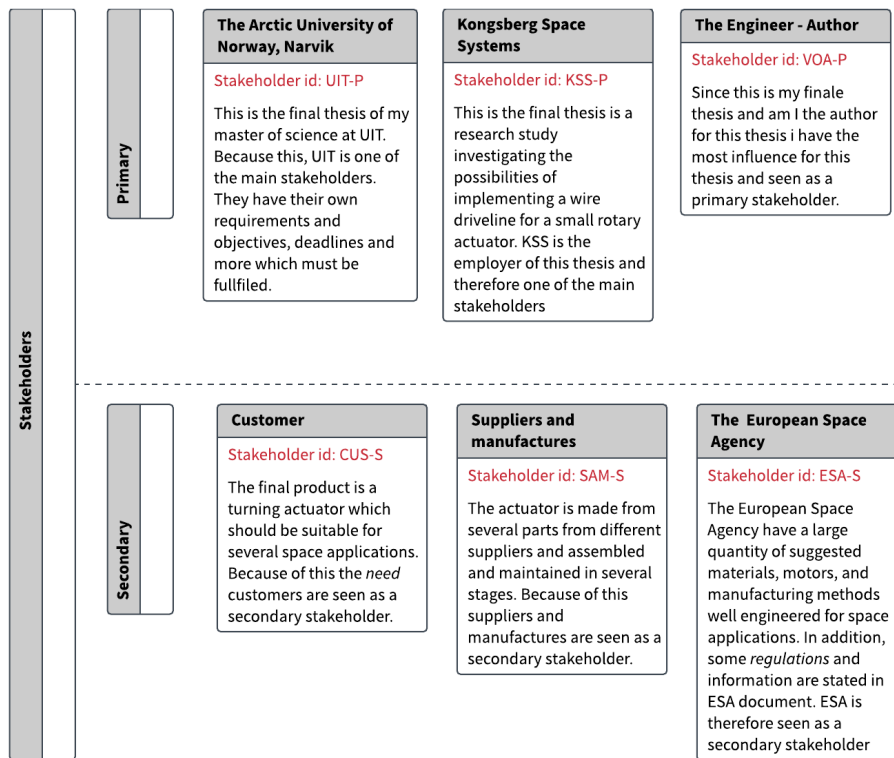 Stakeholders
Primary
The Arctic University of
Norway, Narvik
Stakeholder id: UIT-P
This is the final thesis of my
master of science at UIT.
Because this, UIT is one of
the main stakeholders.
They have their own
requirements and
objectives, deadlines and
more which must be
fullfiled.
Kongsberg Space
Systems
Stakeholder id: KSS-P
This is the final thesis is a
research study
investigating the
possibilities of
implementing a wire
driveline for a small rotary
actuator. KSS is the
employer of this thesis and
therefore one of the main
stakeholders
The Engineer - Author
Stakeholder id: VOA-P
Since this is my finale
thesis and am I the author
for this thesis i have the
most influence for this
thesis and seen as a
primary stakeholder.
Secondary
Customer
Stakeholder id: CUS-S
The final product is a
turning actuator which
should be suitable for
several space applications.
Because of this the need
customers are seen as a
secondary stakeholder.
Suppliers and
manufactures
Stakeholder id: SAM-S
The actuator is made from
several parts from different
suppliers and assembled
and maintained in several
stages. Because of this
suppliers and
manufactures are seen as a
secondary stakeholder.
The European Space
Agency
Stakeholder id: ESA-S
The European Space
Agency have a large
quantity of suggested
materials, motors, and
manufacturing methods
well engineered for space
applications. In addition,
some regulations and
information are stated in
ESA document. ESA is
therefore seen as a
secondary stakeholder